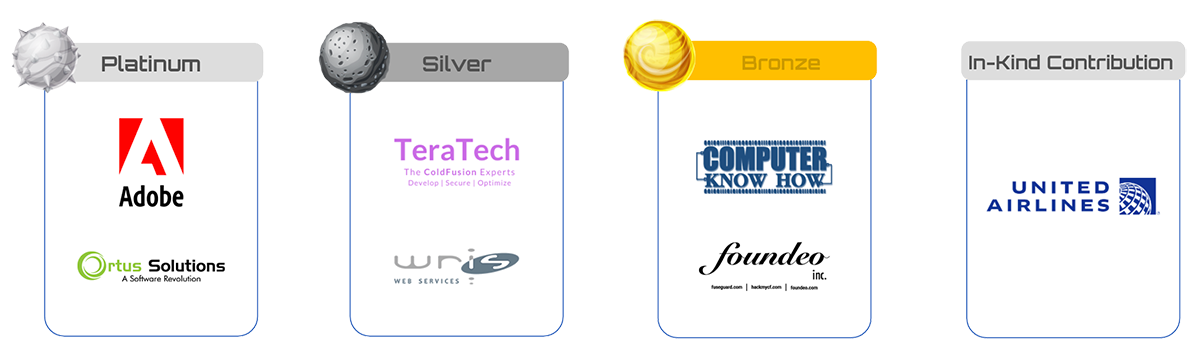 Platinum
Adobe
Ortus Solutions
A Software Revolution
Silver
TeraTech
The ColdFusion Experts
Develop | Secure | Optimize
wris
WEB SERVICES
Bronze
COMPUTER
KNOW HOW
foundeo
inc.
fuseguard.com | hackmycf.com | foundeo.com
In-Kind Contribution
UNITED
AIRLINES